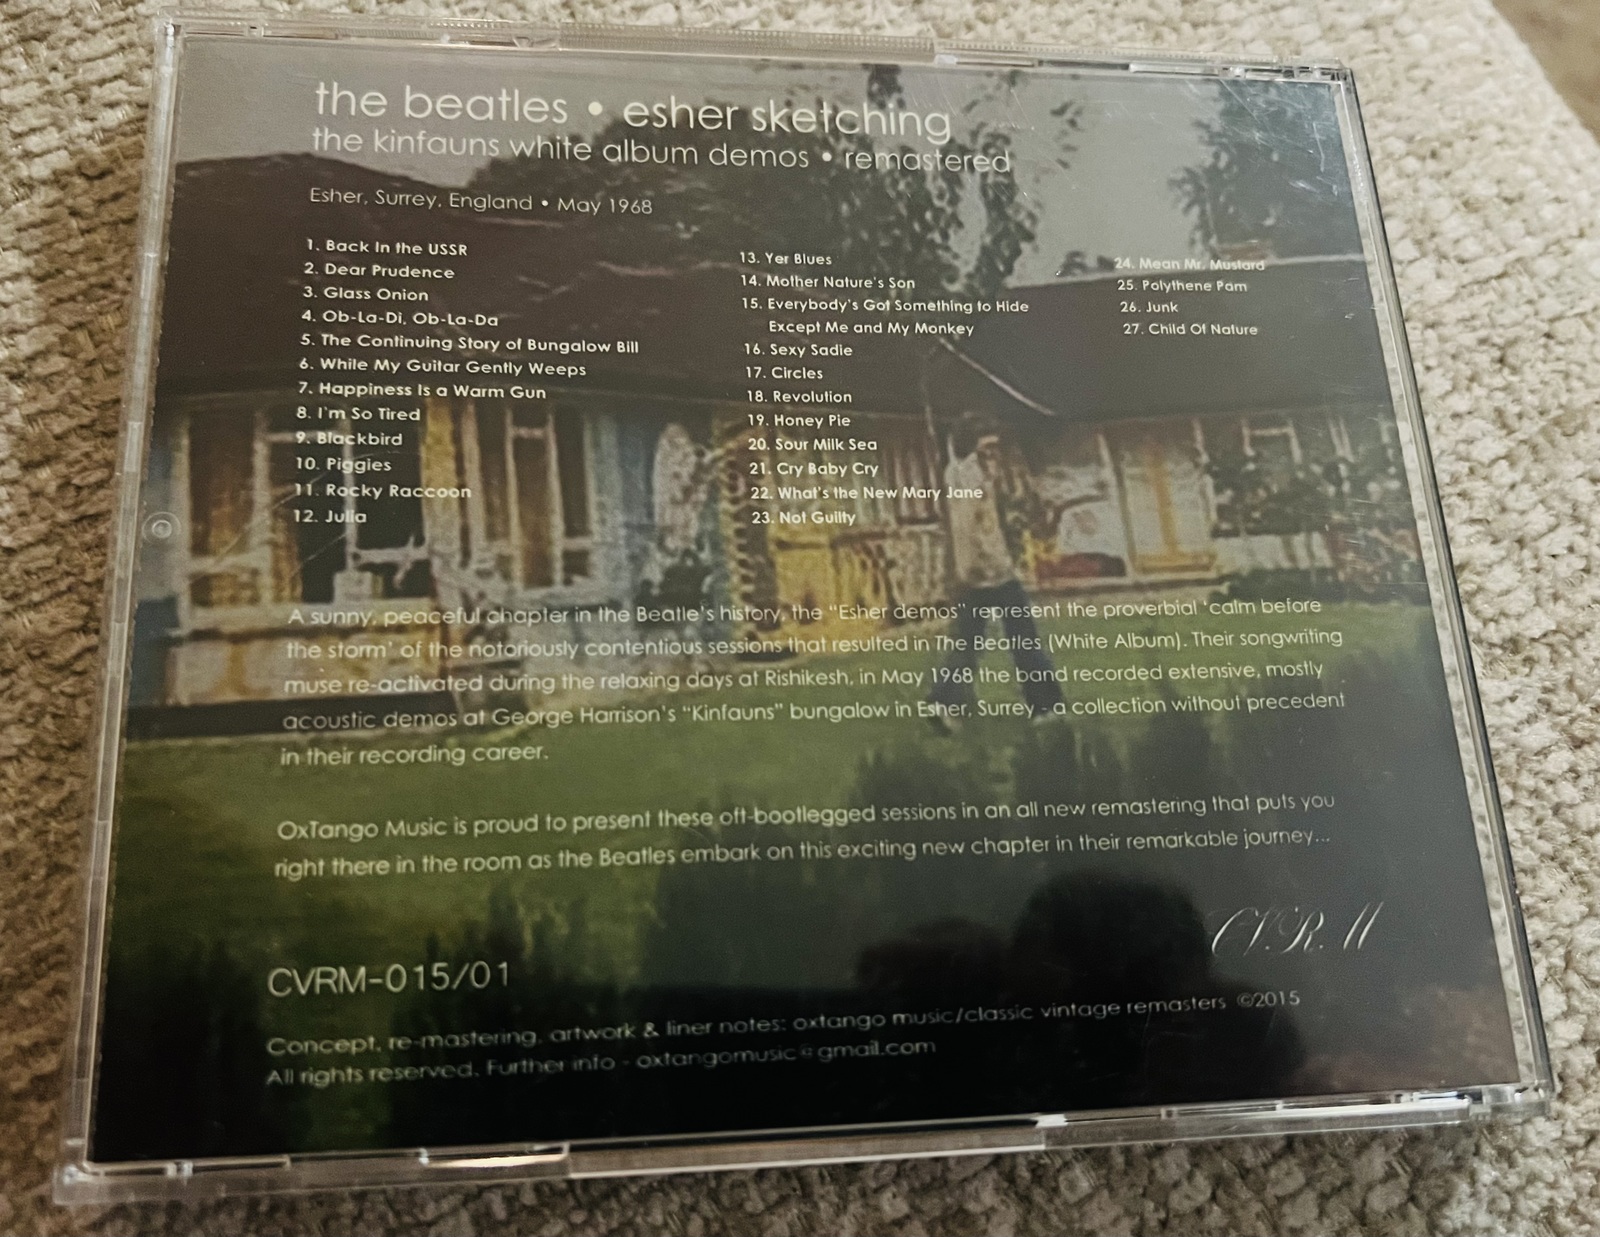 the beatles • esher sketching
the kinfauns white album demos • remastered
Esher, Surrey, England • May 1968
1. Back In the USSR
2. Dear Prudence
3. Glass Onion
4. Ob-La-Di, Ob-La-Da
5. The Continuing Story of Bungalow Bill
6. While My Guitar Gently Weeps
7. Happiness Is a Warm Gun
8. I'm So Tired
9. Blackbird
10. Piggies
11. Rocky Raccoon
12. Julia
13. Yer Blues
14. Mother Nature's Son
15. Everybody's Got Something to Hide
Except Me and My Monkey
16. Sexy Sadie
17. Circles
18. Revolution
19. Honey Pie
20. Sour Milk Sea
21. Cry Baby Cry
22. What's the New Mary Jane
23. Not Guilty
24. Mean Mr. Mustard
25. Polythene Pam
26. Junk
27. Child Of Nature
A sunny, peaceful chapter in the Beatle's history, the "Esher demos" represent the proverbial 'calm before
the storm' of the notoriously contentious sessions that resulted in The Beatles (White Album). Their songwriting
muse re-activated during the relaxing days at Rishikesh, in May 1968 the band recorded extensive, mostly
acoustic demos at George Harrison's "Kinfauns" bungalow in Esher, Surrey - a collection without precedent
in their recording career.
OxTango Music is proud to present these oft-bootlegged sessions in an all new remastering that puts you
right there in the room as the Beatles embark on this exciting new chapter in their remarkable journey...
C.V.R.M
CVRM-015/01
Concept, re-mastering, artwork & liner notes: oxtango music/classic vintage remasters ©2015
All rights reserved. Further info - oxtangomusic@gmail.com